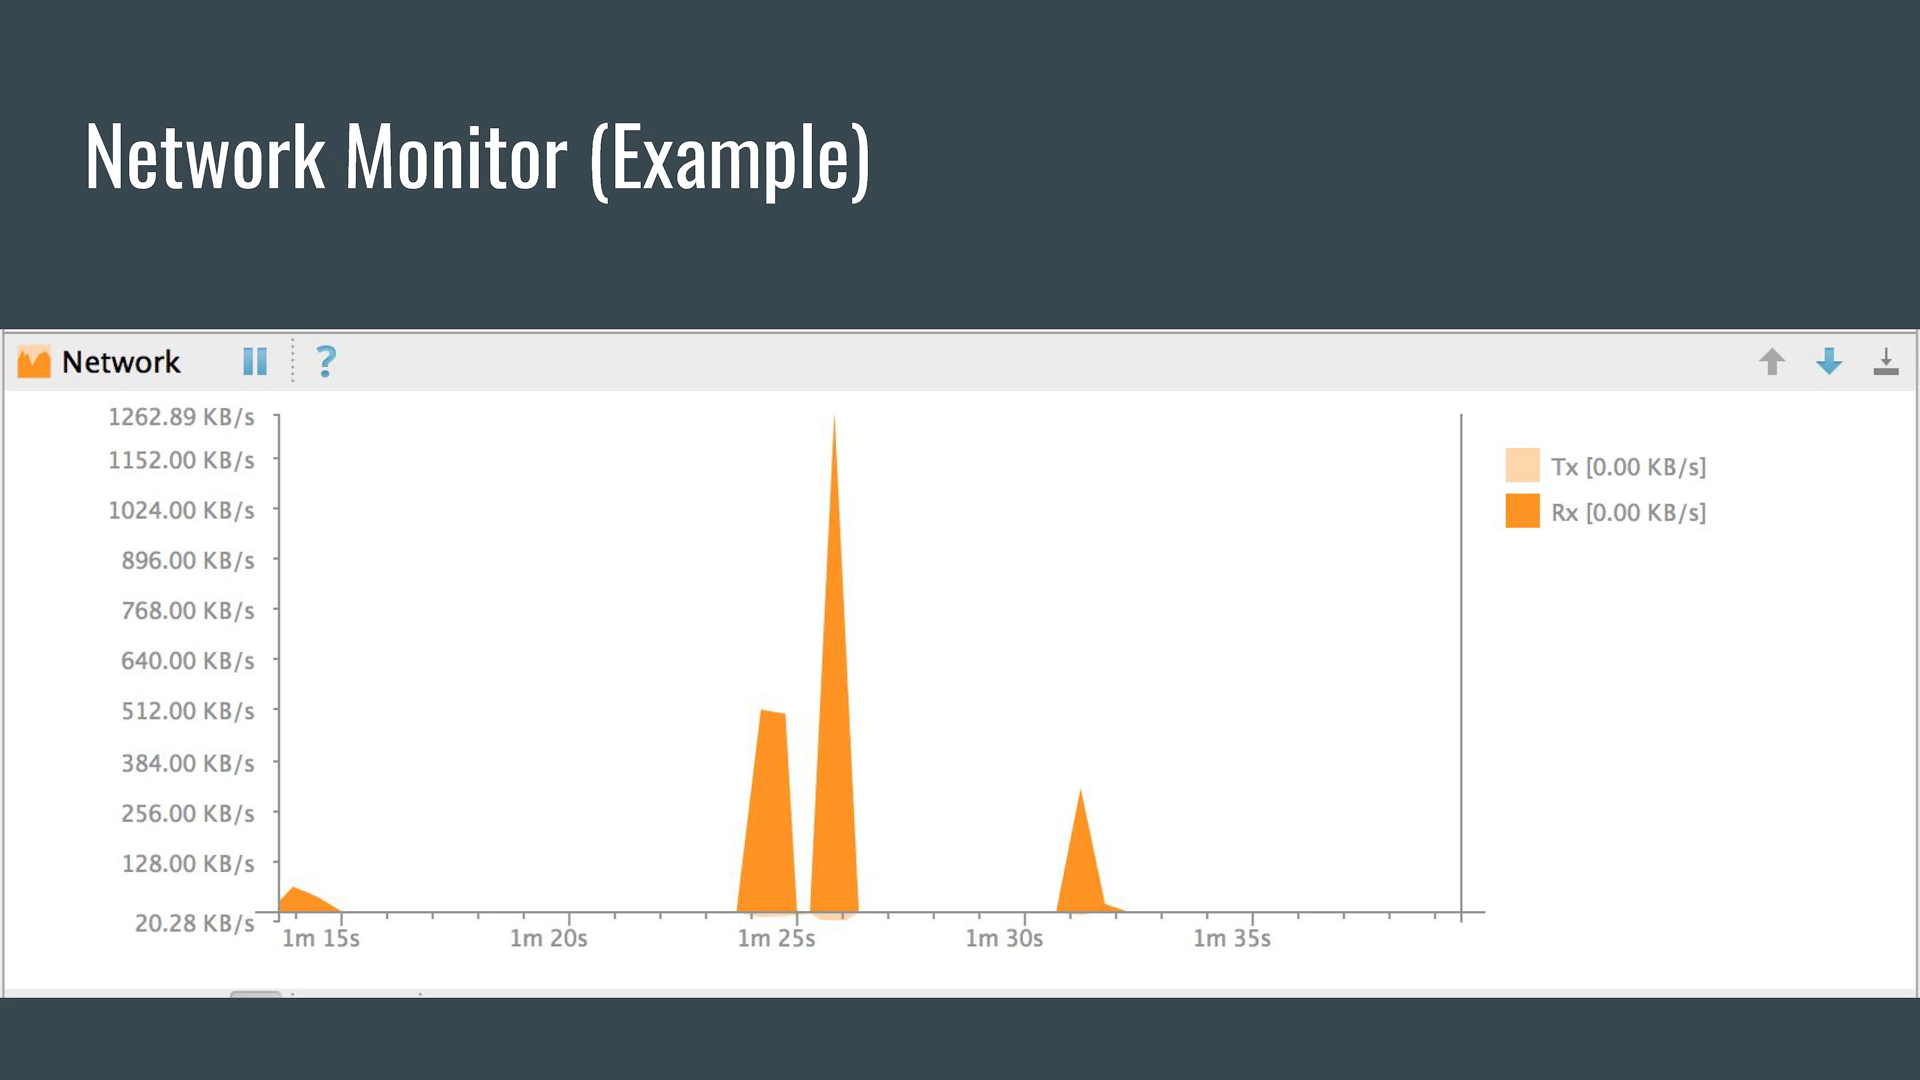 Network Monitor (Example)
Network
?
1262.89 KB/s
1152.00 KB/s
1024.00 KB/s
896.00 KB/s
768.00 KB/s
640.00 KB/s
512.00 KB/s
384.00 KB/s
256.00 KB/s
128.00 KB/s
20.28 KB/s
1m 15s 1m 20s 1m 25s 1m 30s 1m 35s
Tx [0.00 KB/s]
Rx [0.00 KB/s]